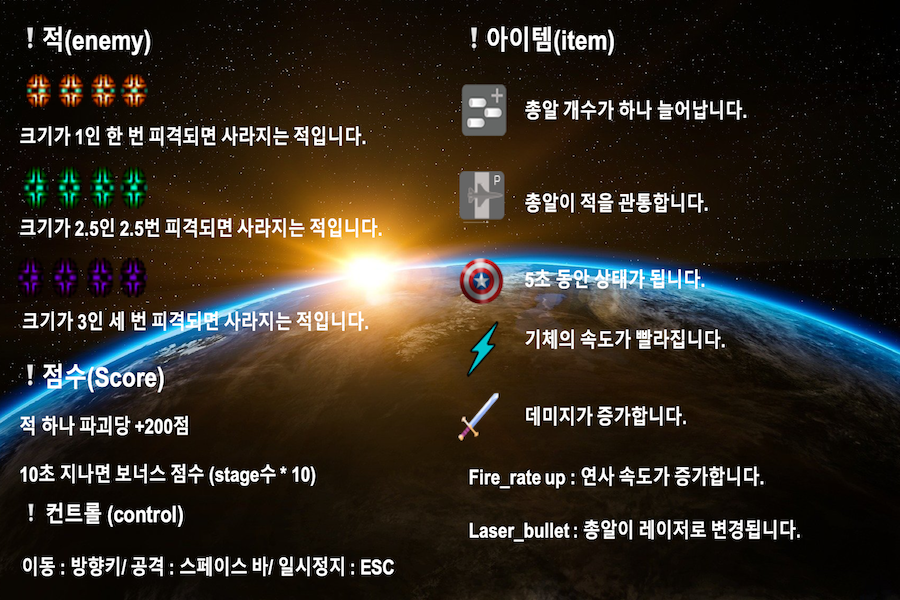 ! 적(enemy)
크기가 1인 한 번 피격되면 사라지는 적입니다.
크기가 2.5인 2.5번 피격되면 사라지는 적입니다.
크기가 3인 세 번 피격되면 사라지는 적입니다.
! 점수(Score)
적 하나 파괴당 +200점
10초 지나면 보너스 점수 (stage수 * 10)
! 컨트롤 (control)
이동 : 방향키/ 공격 : 스페이스 바/ 일시정지 : ESC
! 아이템(item)
총알 개수가 하나 늘어납니다.
P
총알이 적을 관통합니다.
5초 동안 상태가 됩니다.
기체의 속도가 빨라집니다.
데미지가 증가합니다.
Fire_rate up : 연사 속도가 증가합니다.
Laser_bullet : 총알이 레이저로 변경됩니다.